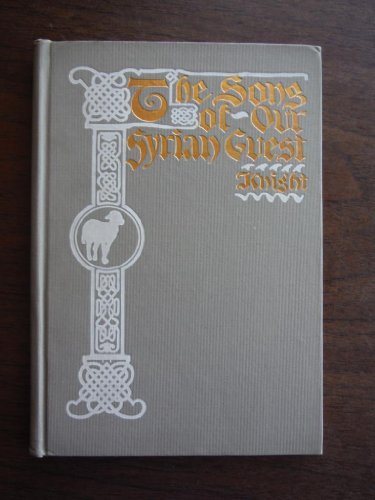 The Song
of Our
Syrian Guest
Knight